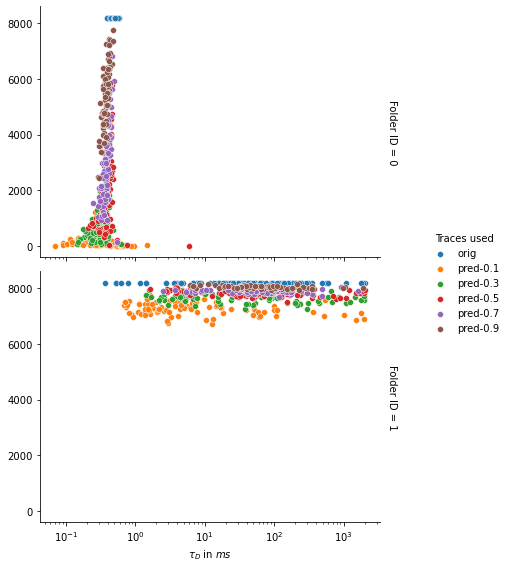 8000
6000
4000
2000
0
Folder ID = 0
8000
6000
4000
2000
0
Folder ID = 1
10⁻¹
10⁰
10¹
10²
10³
τ_D in ms
Traces used
orig
pred-0.1
pred-0.3
pred-0.5
pred-0.7
pred-0.9